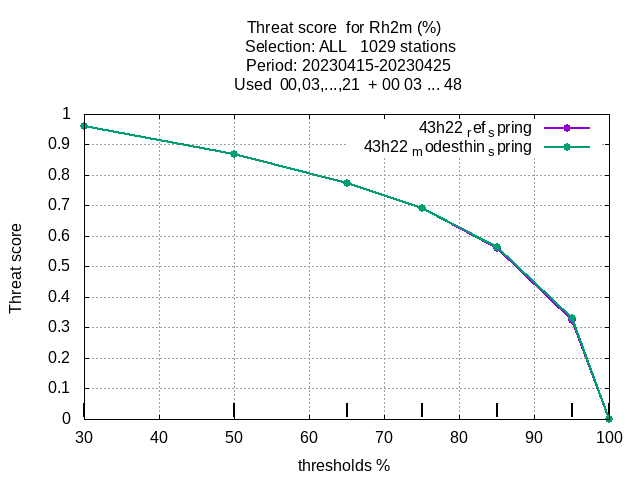 Threat score  for Rh2m (%)
Selection: ALL   1029 stations
Period: 20230415-20230425
Used  00,03,...,21  + 00 03 ... 48
43h22 ref spring
43h22 modesthin spring
1
0.9
0.8
0.7
0.6
0.5
0.4
0.3
0.2
0.1
0
Threat score
30 40 50 60 70 80 90 100
thresholds %